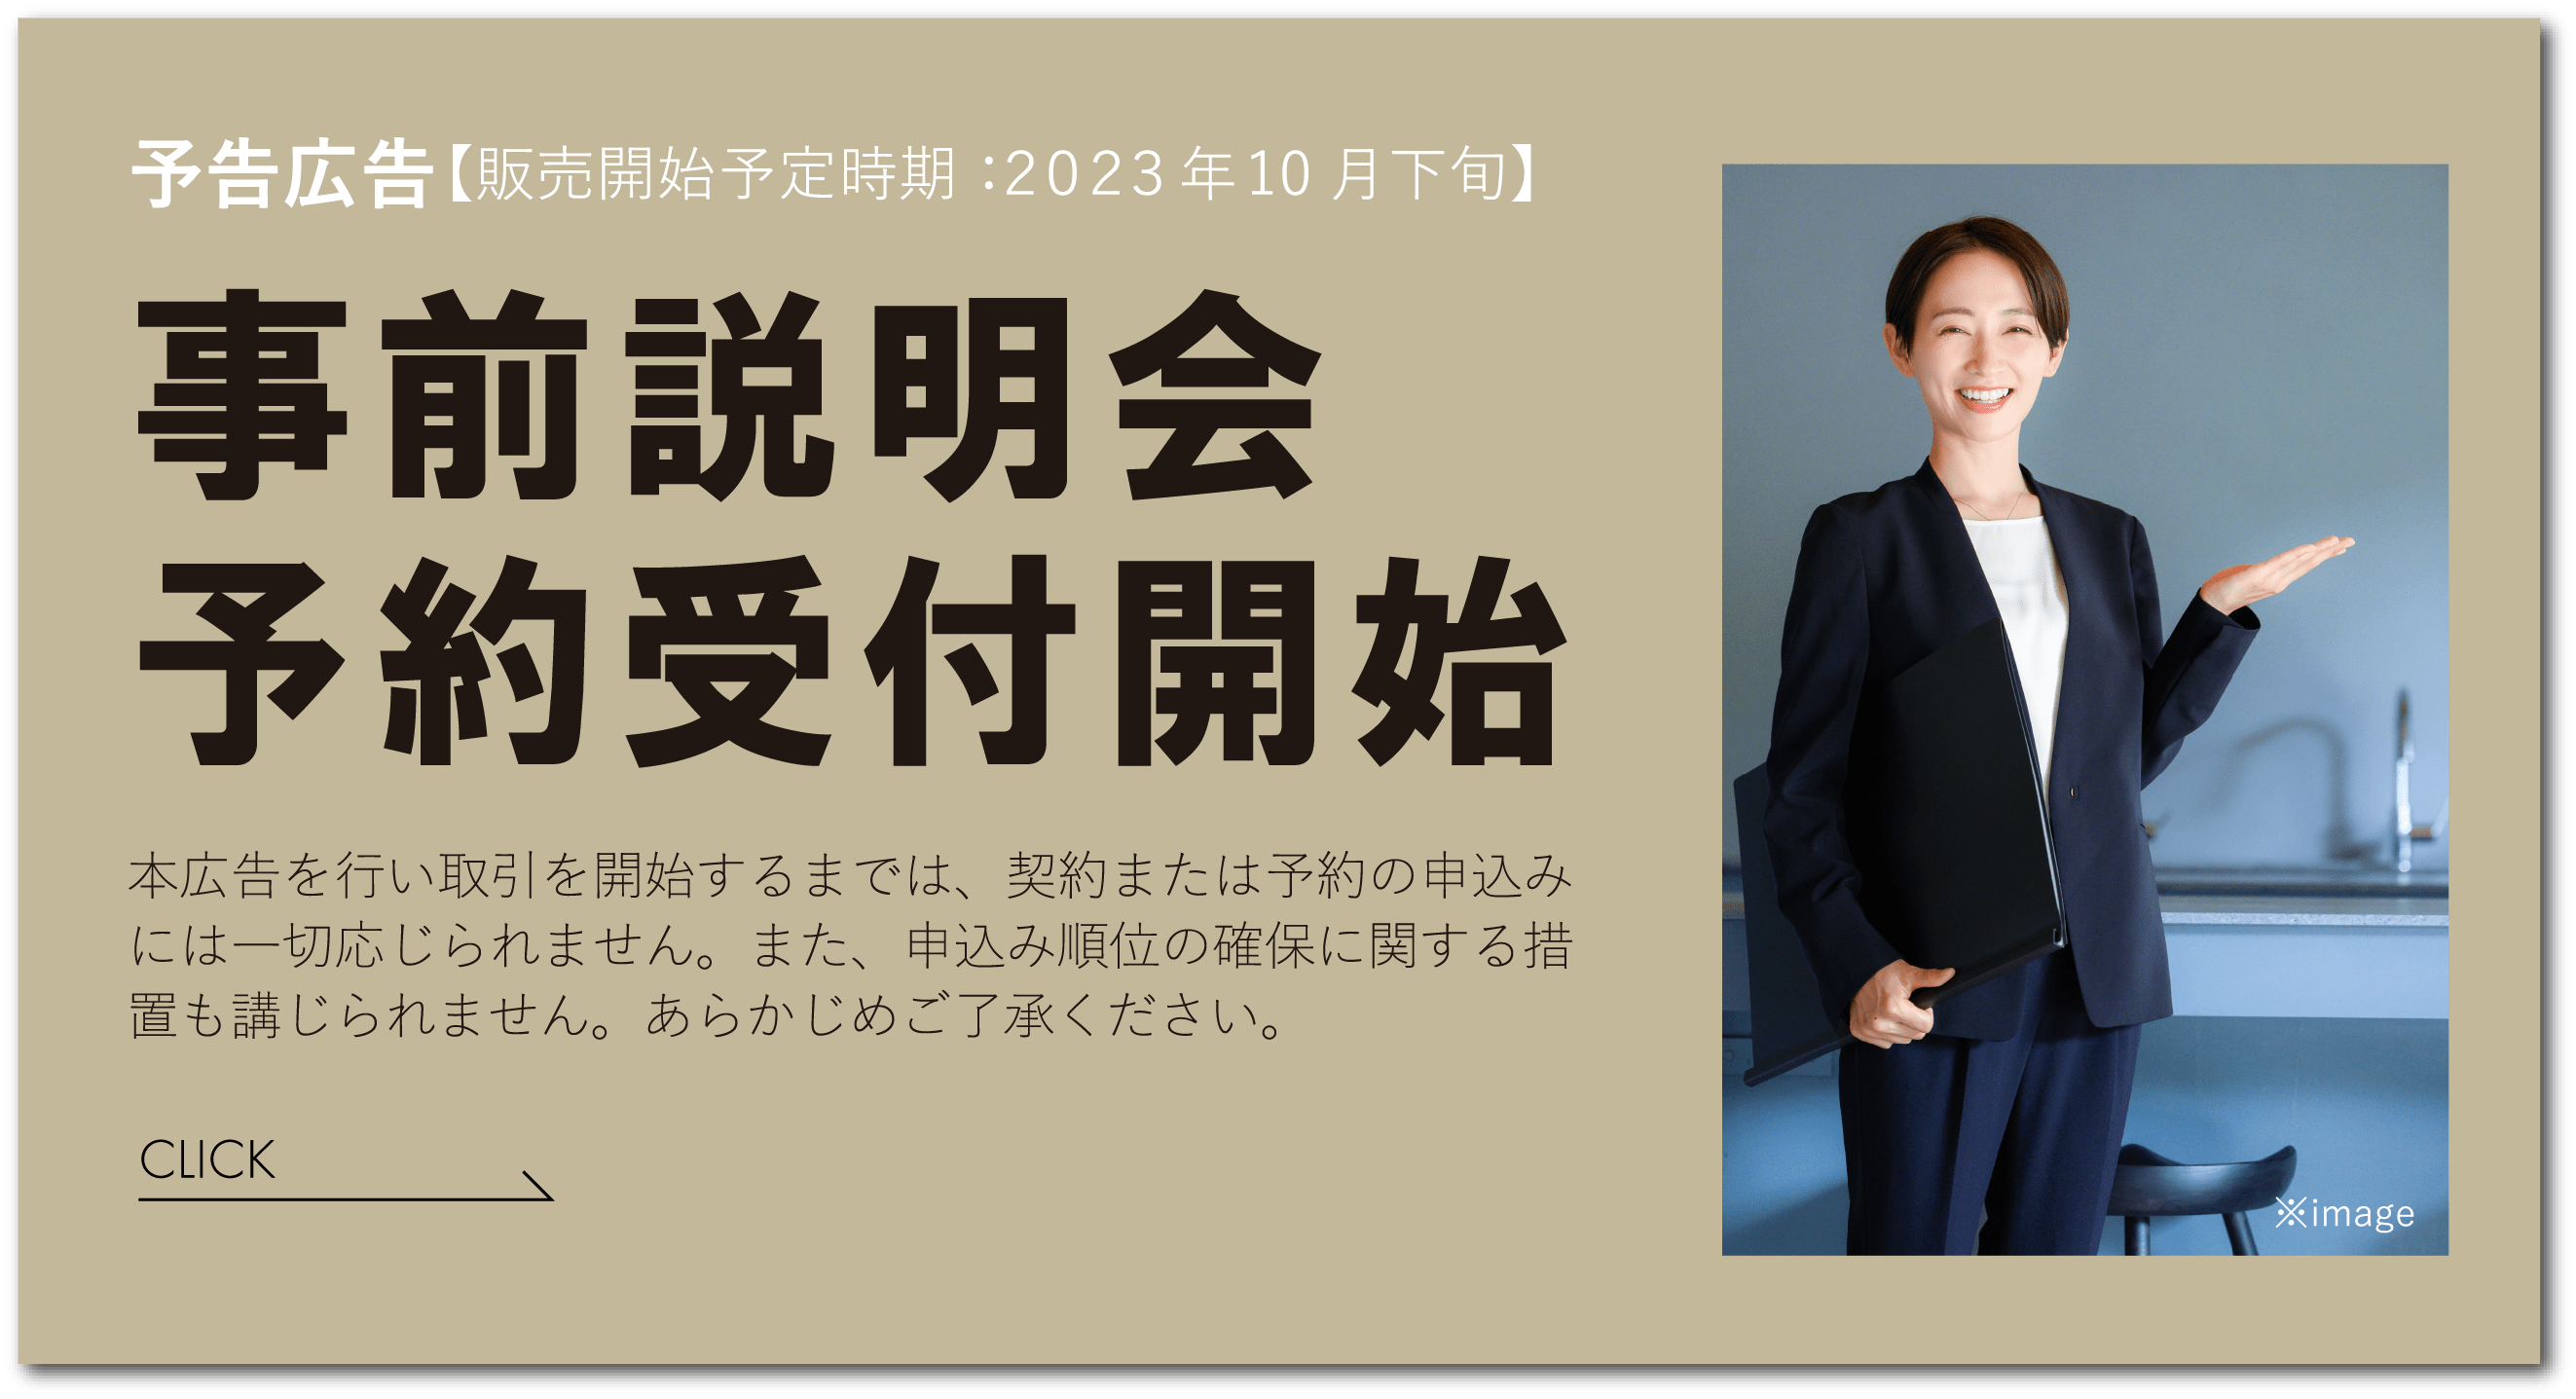 予告広告【販売開始予定時期：2023年10月下旬】
事前説明会
予約受付開始
本広告を行い取引を開始するまでは、契約または予約の申込み
には一切応じられません。また、申込み順位の確保に関する措
置も講じられません。あらかじめご了承ください。
CLICK
※image